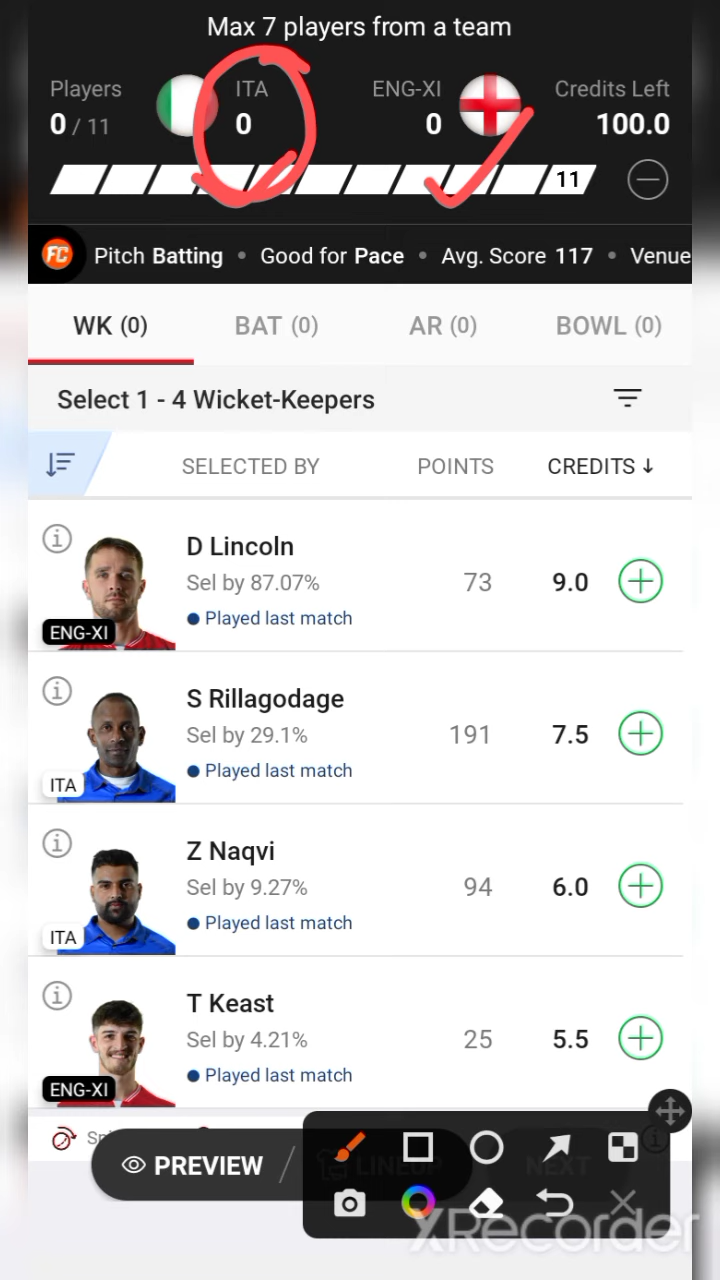 Max 7 players from a team
Players ITA ENG-XI Credits Left
0 / 11 0 0 100.0
11
FC Pitch Batting • Good for Pace • Avg. Score 117 • Venue
WK (0) BAT (0) AR (0) BOWL (0)
Select 1 - 4 Wicket-Keepers
SELECTED BY POINTS CREDITS ↓
D Lincoln
Sel by 87.07% 73 9.0
Played last match
ENG-XI
S Rillagodage
Sel by 29.1% 191 7.5
Played last match
ITA
Z Naqvi
Sel by 9.27% 94 6.0
Played last match
ITA
T Keast
Sel by 4.21% 25 5.5
Played last match
ENG-XI
PREVIEW LINEUP NEXT
XRecorder